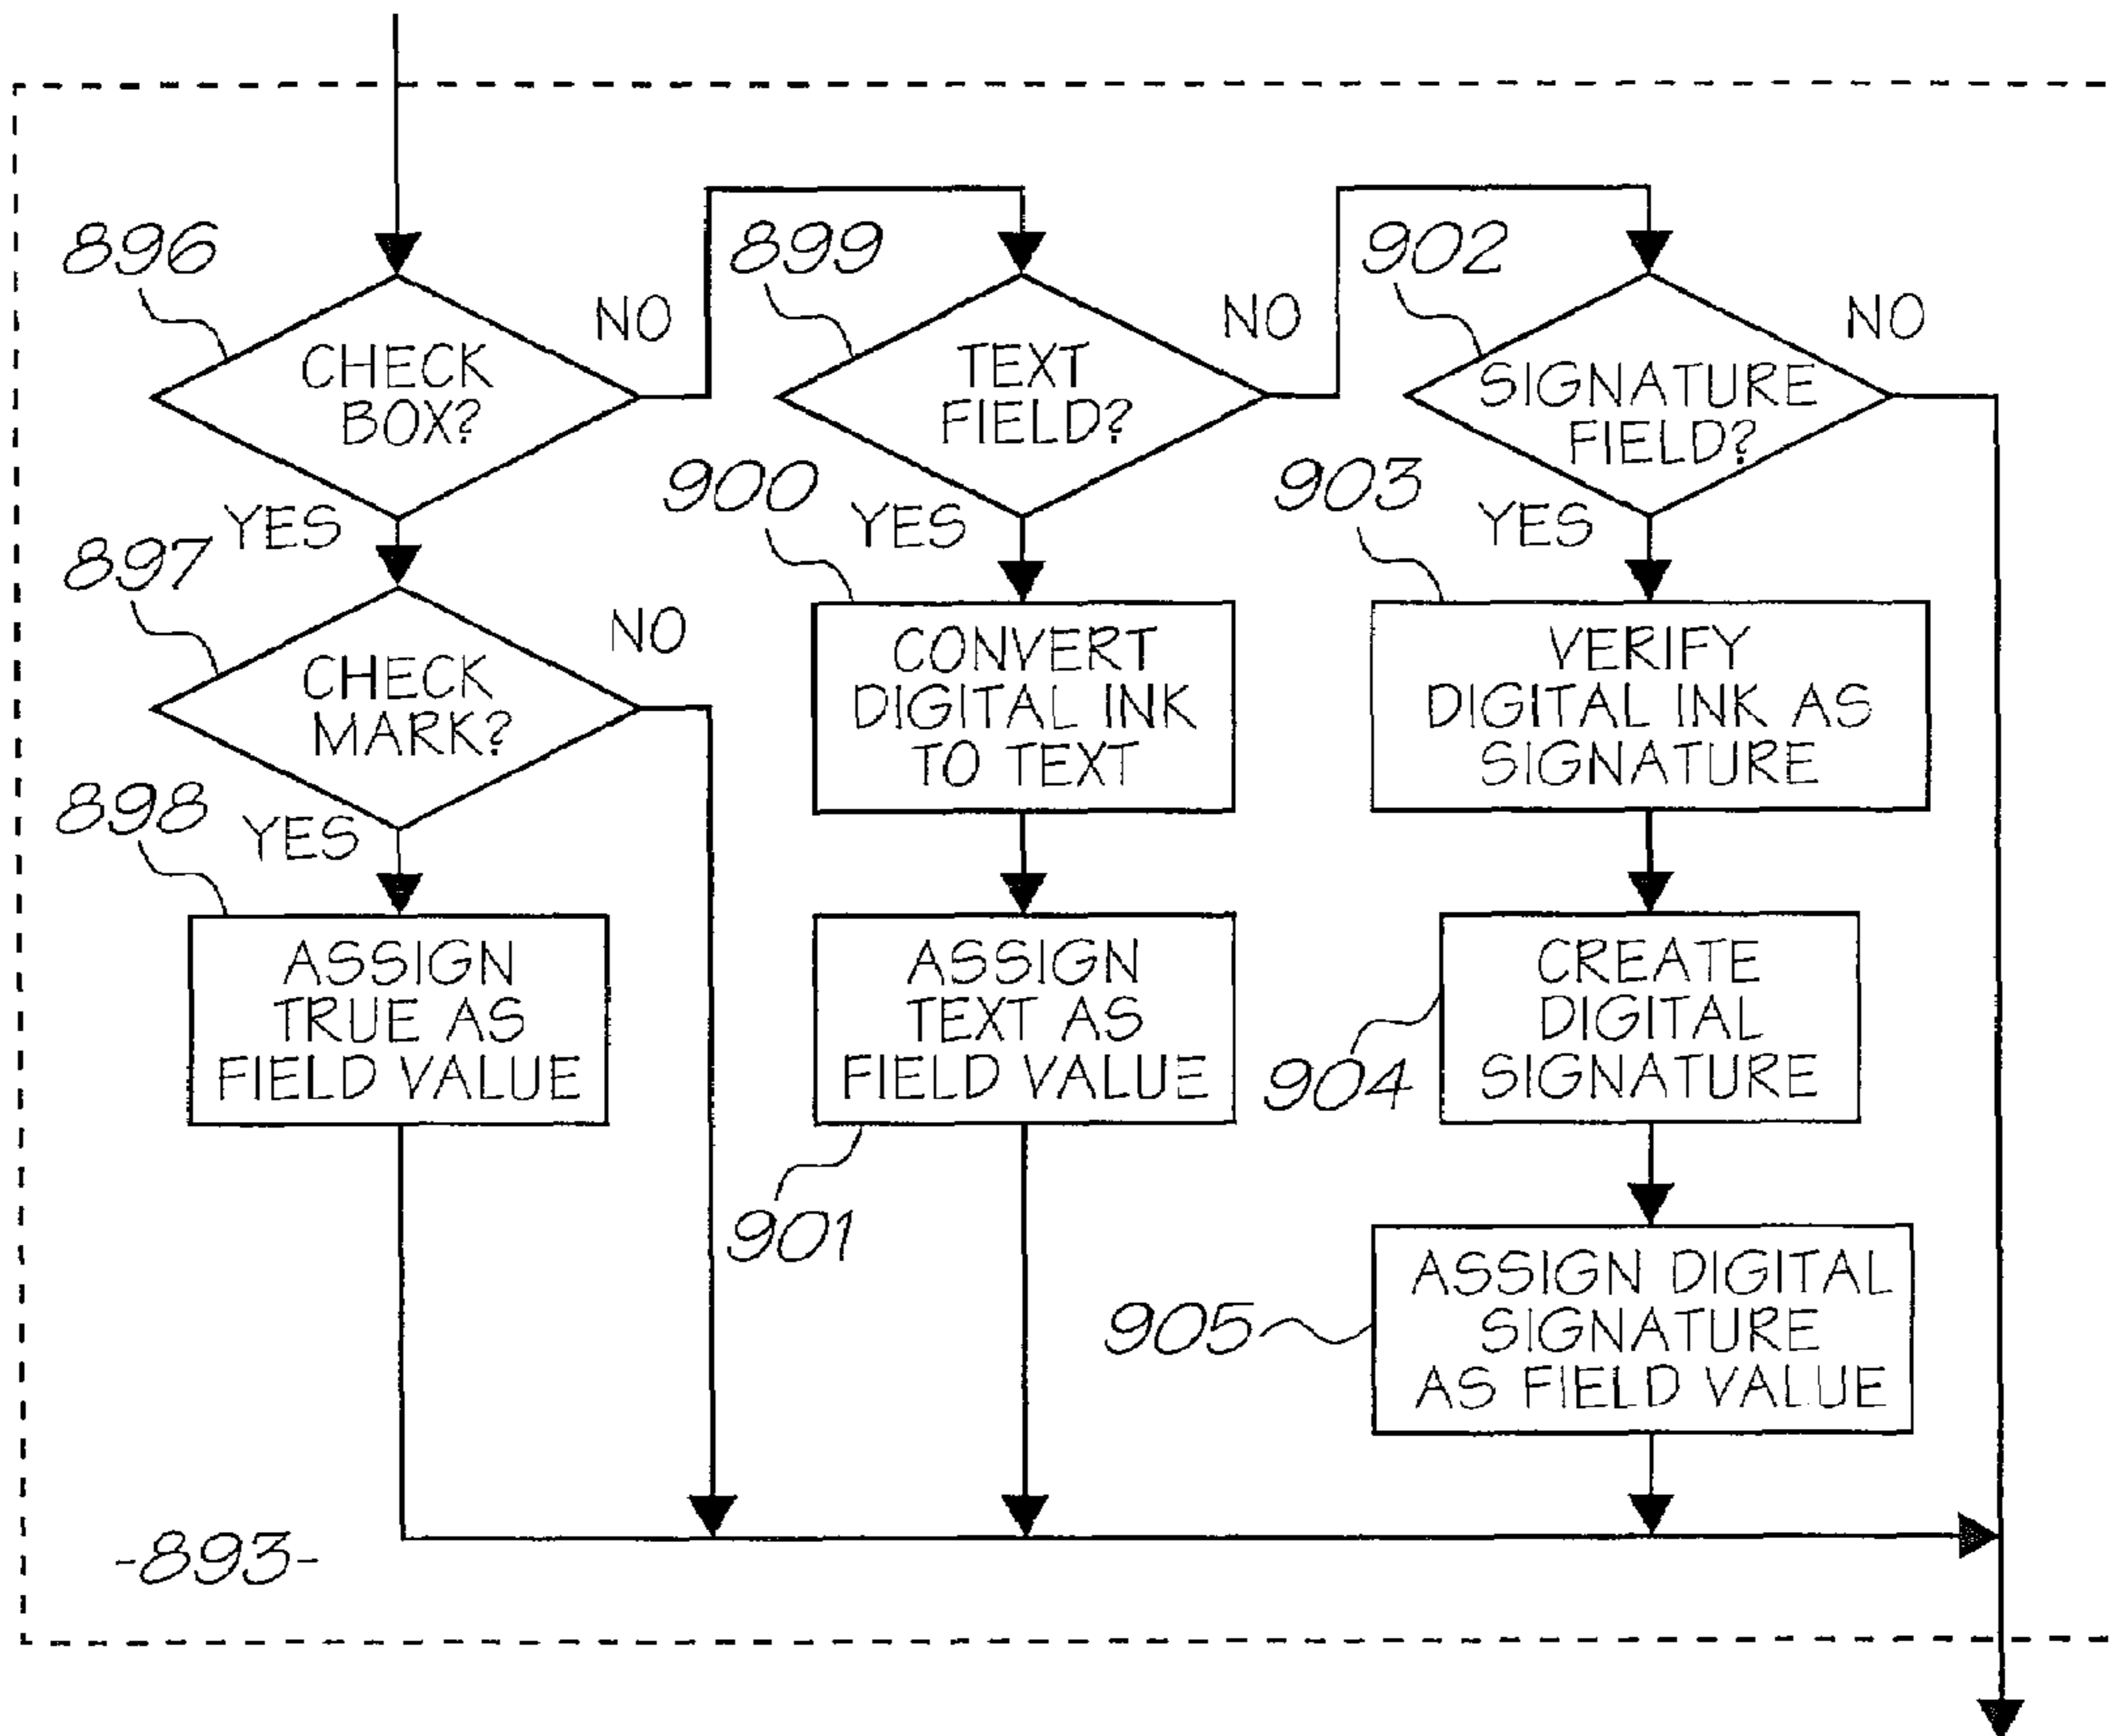 896
CHECK
BOX?
NO
YES
897
CHECK
MARK?
NO
YES
898
ASSIGN
TRUE AS
FIELD VALUE
899
TEXT
FIELD?
NO
YES
900
CONVERT
DIGITAL INK
TO TEXT
ASSIGN
TEXT AS
FIELD VALUE
901
902
SIGNATURE
FIELD?
NO
YES
903
VERIFY
DIGITAL INK AS
SIGNATURE
CREATE
DIGITAL
SIGNATURE
904
ASSIGN DIGITAL
SIGNATURE
AS FIELD VALUE
905
-893-